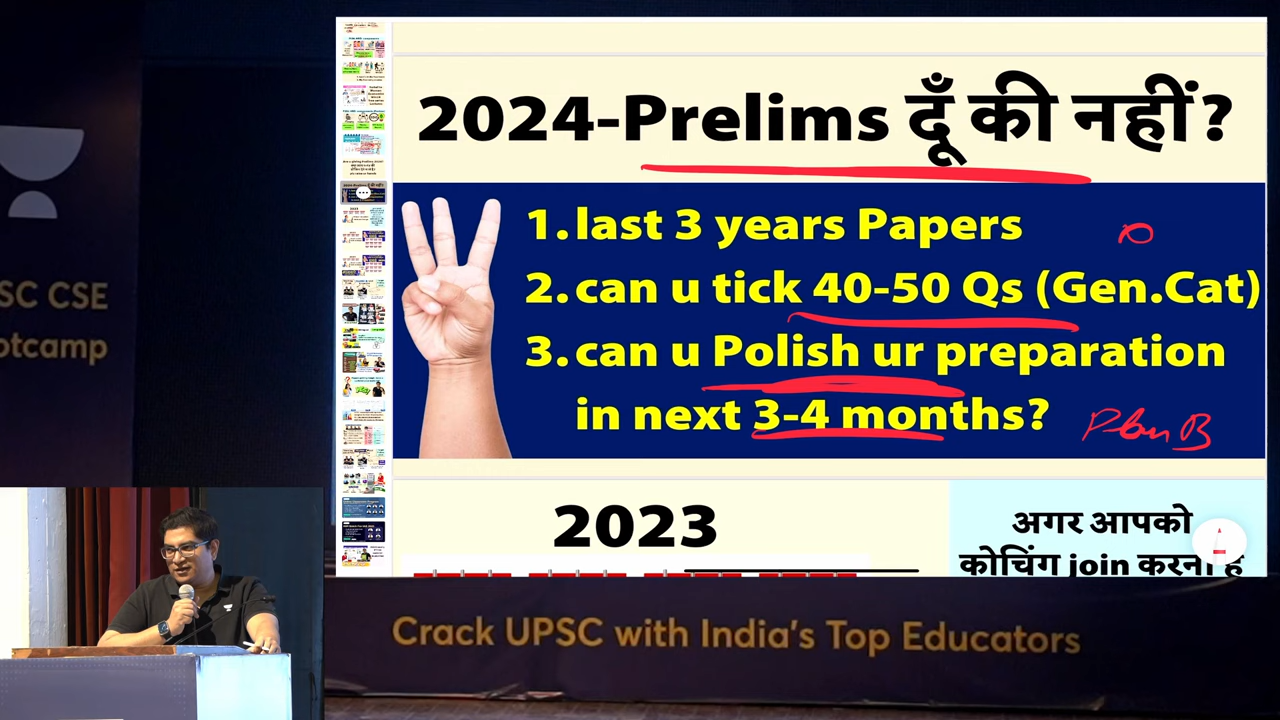 2024-Prelims दूँ की नहीं?
1. last 3 years Papers
2. can u tick 40-50 Qs (Gen.Cat)
3. can u Polish ur preparation
in next 3-4 months?
Plan B
2023
अगर आपको
कोचिंग join करना है
SC CSE
otcamp
Crack UPSC with India's Top Educators